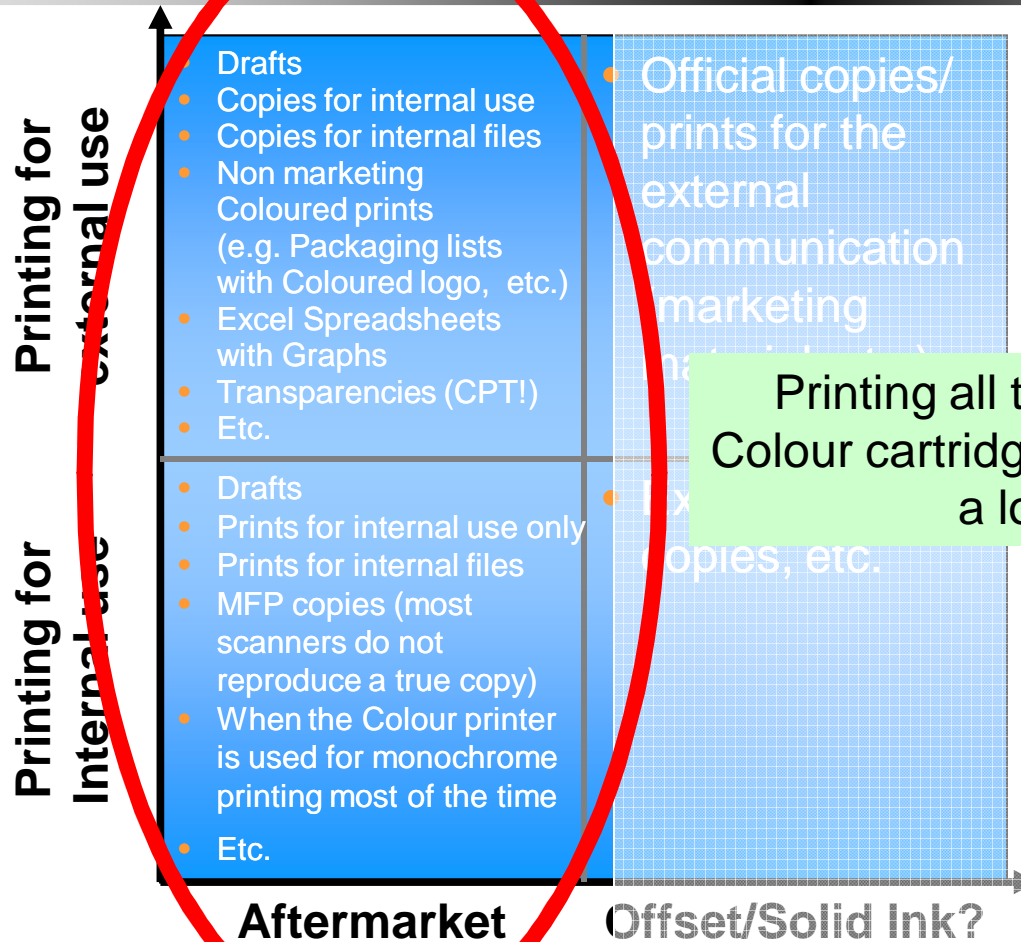 Printing for
external use
Drafts
Copies for internal use
Copies for internal files
Non marketing
Coloured prints
(e.g. Packaging lists
with Coloured logo, etc.)
Excel Spreadsheets
with Graphs
Transparencies (CPT!)
Etc.
Official copies/
prints for the
external
communication
marketing
Printing all
Colour
a
Printing for
Internal use
Drafts
Prints for internal use only
Prints for internal files
MFP copies (most
scanners do not
reproduce a true copy)
When the Colour printer
is used for monochrome
printing most of the time
Etc.
copies, etc.
Aftermarket
Offset/Solid Ink?